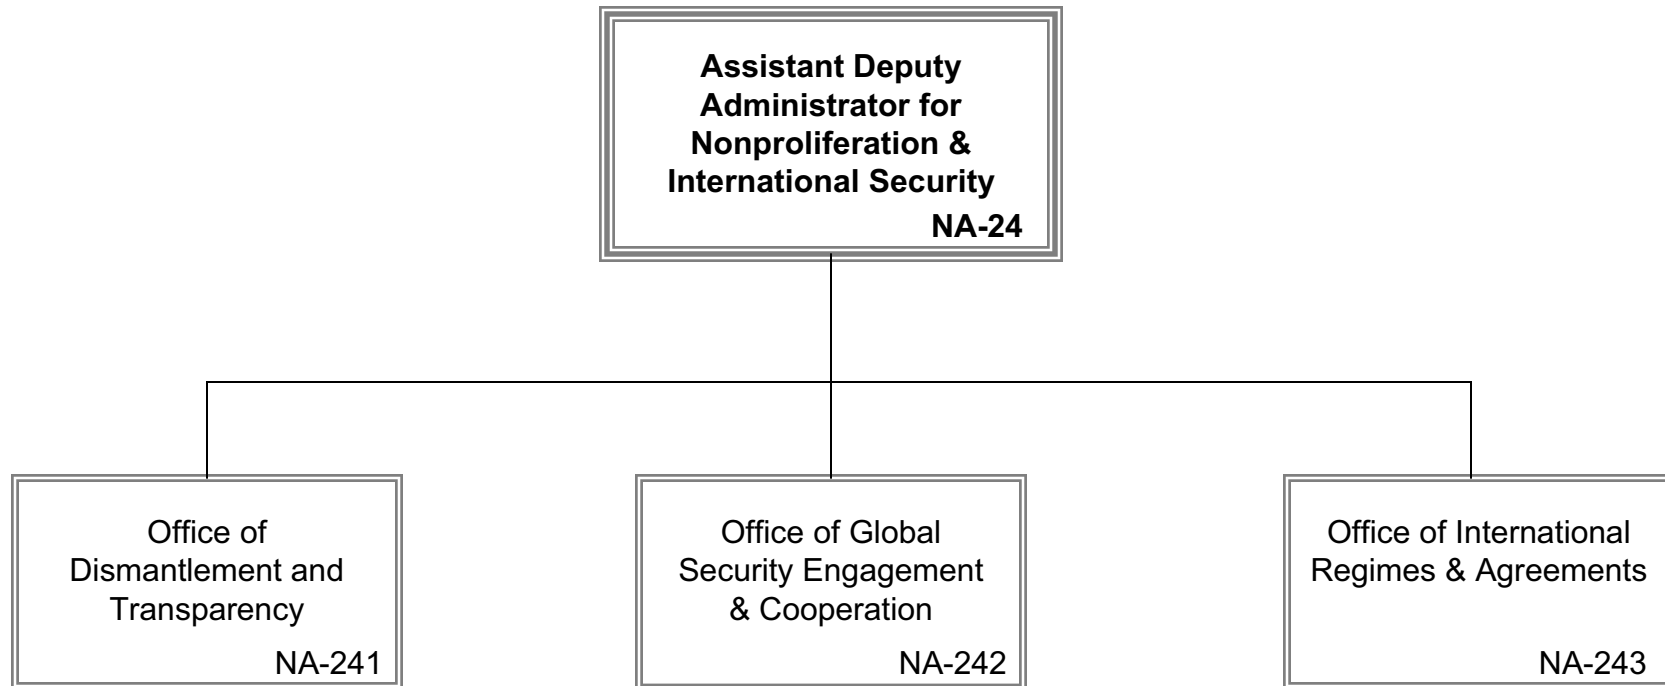 Assistant Deputy
Administrator for
Nonproliferation &
International Security
NA-24
Office of
Dismantlement and
Transparency
NA-241
Office of Global
Security Engagement
& Cooperation
NA-242
Office of International
Regimes & Agreements
NA-243